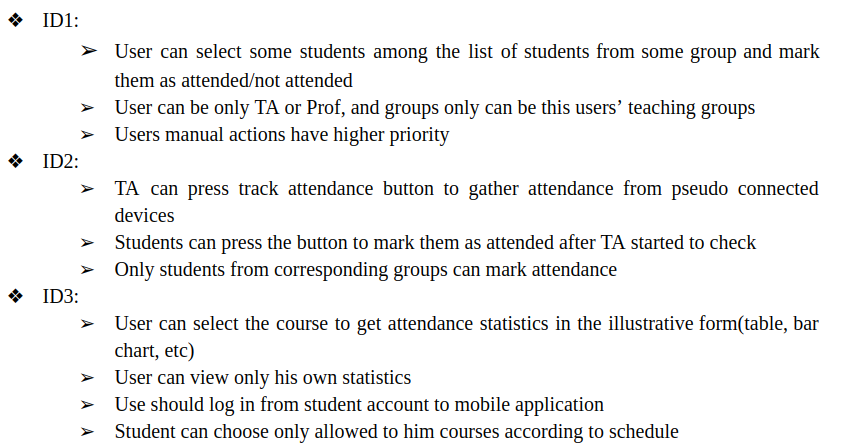 ❖ ID1:
➢ User can select some students among the list of students from some group and mark
them as attended/not attended
➢ User can be only TA or Prof, and groups only can be this users’ teaching groups
➢ Users manual actions have higher priority
❖ ID2:
➢ TA can press track attendance button to gather attendance from pseudo connected
devices
➢ Students can press the button to mark them as attended after TA started to check
➢ Only students from corresponding groups can mark attendance
❖ ID3:
➢ User can select the course to get attendance statistics in the illustrative form(table, bar
chart, etc)
➢ User can view only his own statistics
➢ Use should log in from student account to mobile application
➢ Student can choose only allowed to him courses according to schedule